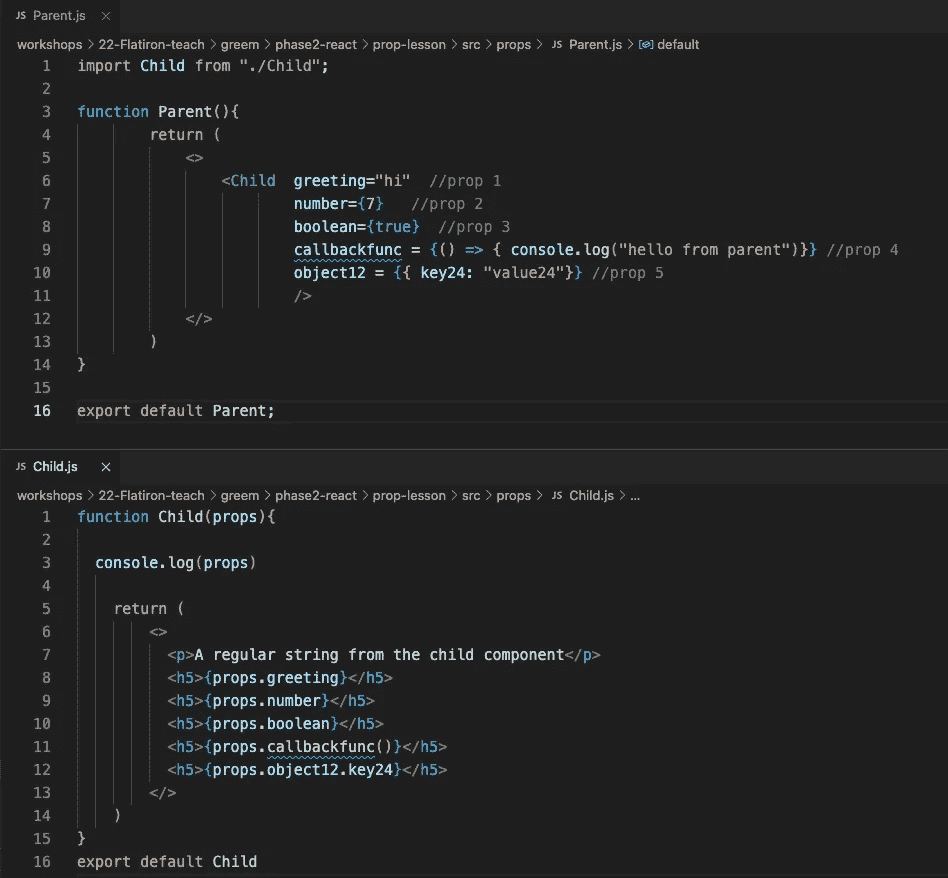 JS Parent.js ×
workshops > 22-Flatiron-teach > greem > phase2-react > prop-lesson > src > props > JS Parent.js > default
1 import Child from "./Child";
2
3 function Parent(){
4 return (
5 <>
6 <Child greeting="hi" //prop 1
7 number={7} //prop 2
8 boolean={true} //prop 3
9 callbackfunc = {() => { console.log("hello from parent")}} //prop 4
10 object12 = {{ key24: "value24"}} //prop 5
11 />
12 </>
13 )
14 }
15
16 export default Parent;
JS Child.js ×
workshops > 22-Flatiron-teach > greem > phase2-react > prop-lesson > src > props > JS Child.js > ...
1 function Child(props){
2
3 console.log(props)
4
5 return (
6 <>
7 <p>A regular string from the child component</p>
8 <h5>{props.greeting}</h5>
9 <h5>{props.number}</h5>
10 <h5>{props.boolean}</h5>
11 <h5>{props.callbackfunc()}</h5>
12 <h5>{props.object12.key24}</h5>
13 </>
14 )
15 }
16 export default Child